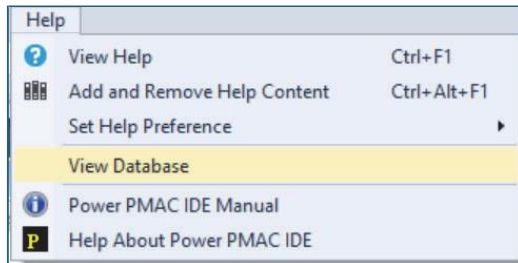 Help
View Help Ctrl+F1
Add and Remove Help Content Ctrl+Alt+F1
Set Help Preference
View Database
Power PMAC IDE Manual
P Help About Power PMAC IDE